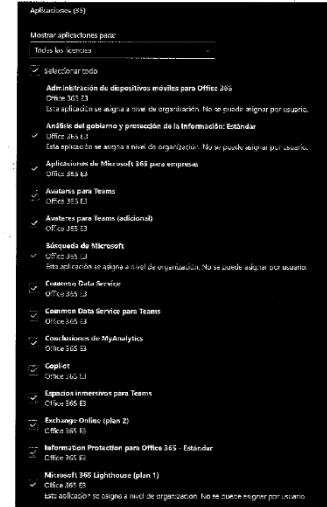 Aplicaciones (35)
Mostrar aplicaciones para:
Todas las licencias
Seleccionar todo
Administración de dispositivos móviles para Office 365
Office 365 E3
Esta aplicación se asigna a nivel de organización. No se puede asignar por usuario.
Análisis del gobierno y protección de la información: Estándar
Office 365 E3
Esta aplicación se asigna a nivel de organización. No se puede asignar por usuario.
Aplicaciones de Microsoft 365 para empresas
Office 365 E3
Avatares para Teams
Office 365 E3
Avatares para Teams (adicional)
Office 365 E3
Búsqueda de Microsoft
Office 365 E3
Esta aplicación se asigna a nivel de organización. No se puede asignar por usuario.
Common Data Service
Office 365 E3
Common Data Service para Teams
Office 365 E3
Conclusiones de MyAnalytics
Office 365 E3
Copilot
Office 365 E3
Espacios inmersivos para Teams
Office 365 E3
Exchange Online (plan 2)
Office 365 E3
Information Protection para Office 365 - Estándar
Office 365 E3
Microsoft 365 Lighthouse (plan 1)
Office 365 E3
Esta aplicación se asigna a nivel de organización. No se puede asignar por usuario.